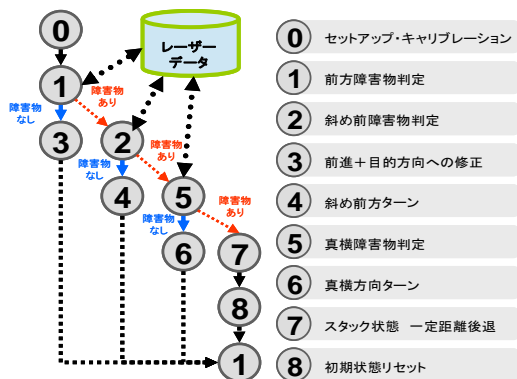 0
レーザー
データ
1
障害物
あり
障害物
なし
3
2
障害物
あり
障害物
なし
4
5
障害物
あり
障害物
なし
6
7
8
1
0 セットアップ・キャリブレーション
1 前方障害物判定
2 斜め前障害物判定
3 前進+目的方向への修正
4 斜め前方ターン
5 真横障害物判定
6 真横方向ターン
7 スタック状態 一定距離後退
8 初期状態リセット